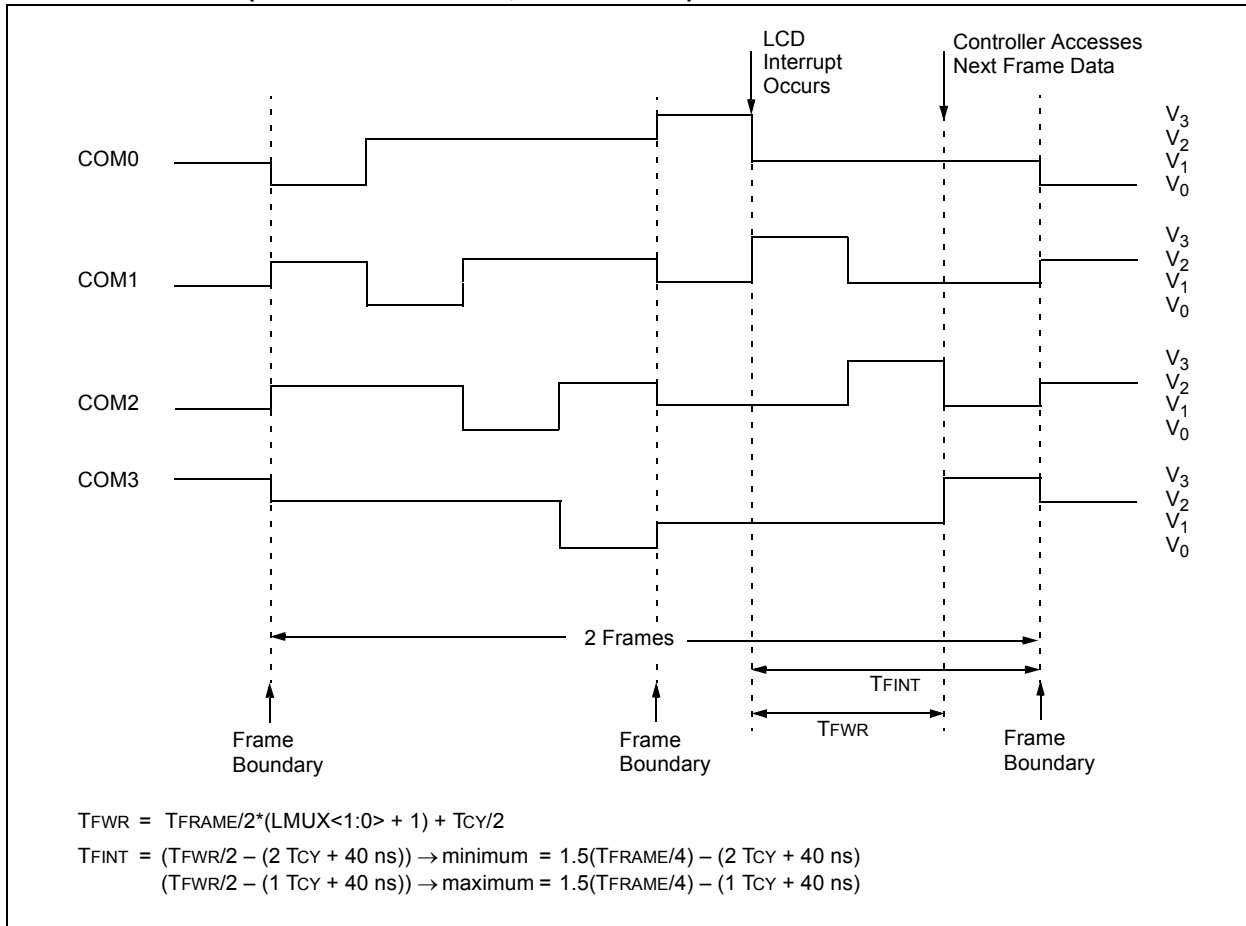 LCD
Interrupt
Occurs
Controller Accesses
Next Frame Data
COM0
V3
V2
V1
V0
COM1
V3
V2
V1
V0
COM2
V3
V2
V1
V0
COM3
V3
V2
V1
V0
2 Frames
TFINT
TFWR
Frame
Boundary
Frame
Boundary
Frame
Boundary
TFWR = TFRAME/2*(LMUX<1:0> + 1) + TCY/2
TFINT = (TFWR/2 – (2 TCY + 40 ns)) → minimum = 1.5(TFRAME/4) – (2 TCY + 40 ns)
(TFWR/2 – (1 TCY + 40 ns)) → maximum = 1.5(TFRAME/4) – (1 TCY + 40 ns)